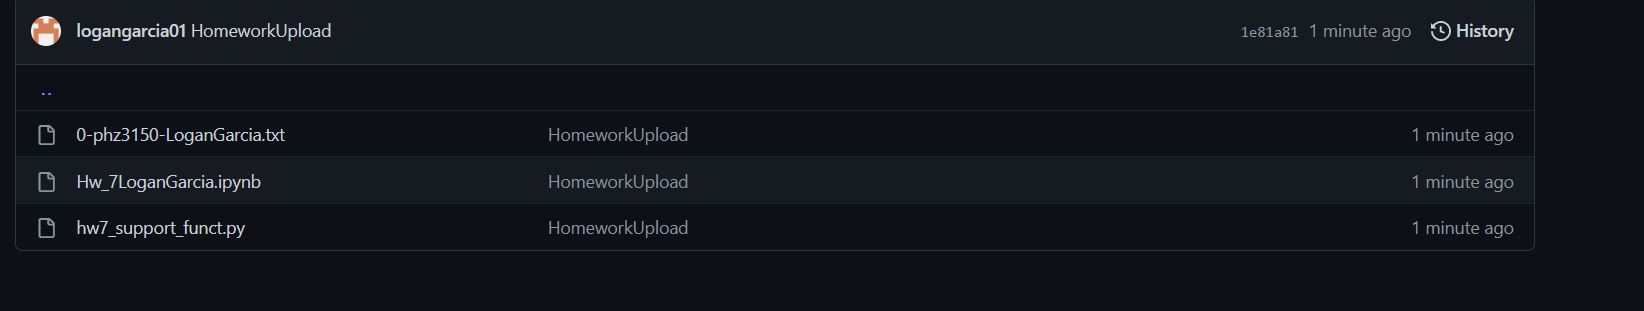 logangarcia01 HomeworkUpload 1e81a81 1 minute ago History
..
0-phz3150-LoganGarcia.txt HomeworkUpload 1 minute ago
Hw_7LoganGarcia.ipynb HomeworkUpload 1 minute ago
hw7_support_funct.py HomeworkUpload 1 minute ago